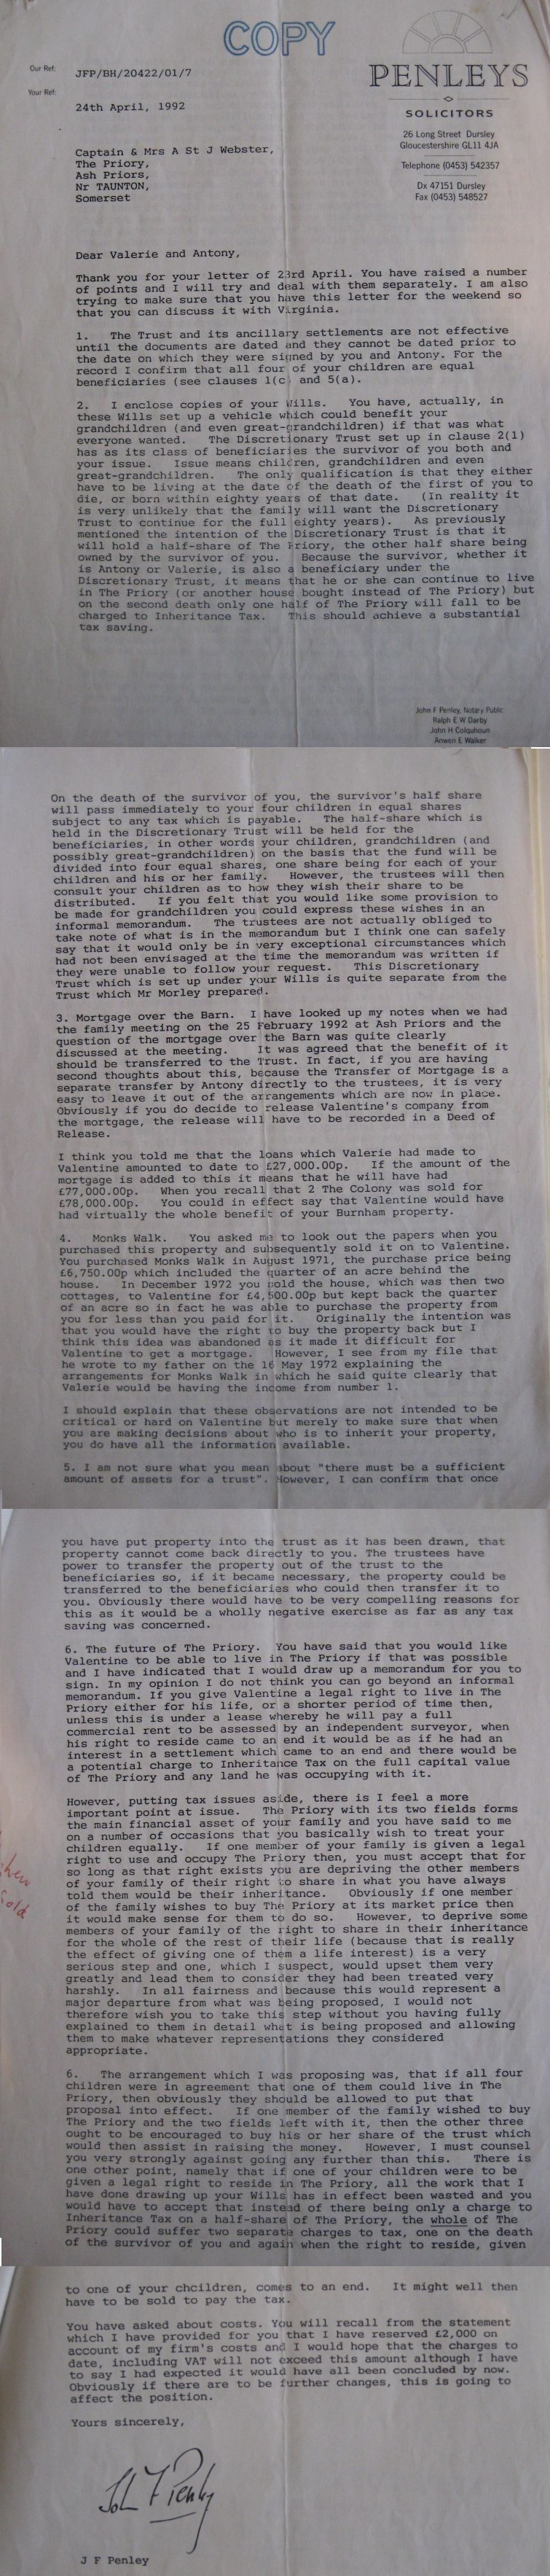 COPY
PENLEYS
SOLICITORS
26 Long Street Dursley
Gloucestershire GL11 4JA
Telephone (0453) 542357
Dx 47151 Dursley
Fax (0453) 548527
Our Ref: JFP/BH/20422/01/7
Your Ref:
24th April, 1992
Captain & Mrs A St J Webster,
The Priory,
Ash Priors,
Nr TAUNTON,
Somerset
Dear Valerie and Antony,
Thank you for your letter of 23rd April. You have raised a number
of points and I will try and deal with them separately. I am also
trying to make sure that you have this letter for the weekend so
that you can discuss it with Virginia.
1. The Trust and its ancillary settlements are not effective
until the documents are dated and they cannot be dated prior to
the date on which they were signed by you and Antony. For the
record I confirm that all four of your children are equal
beneficiaries (see clauses 1(c) and 5(a).
2. I enclose copies of your Wills. You have, actually, in
these Wills set up a vehicle which could benefit your
grandchildren (and even great-grandchildren) if that was what
everyone wanted. The Discretionary Trust set up in clause 2(1)
has as its class of beneficiaries the survivor of you both and
your issue. Issue means children, grandchildren and even
great-grandchildren. The only qualification is that they either
have to be living at the date of the death of the first of you to
die, or born within eighty years of that date. (In reality it
is very unlikely that the family will want the Discretionary
Trust to continue for the full eighty years). As previously
mentioned the intention of the Discretionary Trust is that it
will hold a half-share of The Priory, the other half share being
owned by the survivor of you. Because the survivor, whether it
is Antony or Valerie, is also a beneficiary under the
Discretionary Trust, it means that he or she can continue to live
in The Priory (or another house bought instead of The Priory) but
on the second death only one half of The Priory will fall to be
charged to Inheritance Tax. This should achieve a substantial
tax saving.
John F Penley, Notary Public
Ralph E W Darby
John H Colquhoun
Anwen E Walker
On the death of the survivor of you, the survivor's half share
will pass immediately to your four children in equal shares
subject to any tax which is payable. The half-share which is
held in the Discretionary Trust will be held for the
beneficiaries, in other words your children, grandchildren (and
possibly great-grandchildren) on the basis that the fund will be
divided into four equal shares, one share being for each of your
children and his or her family. However, the trustees will then
consult your children as to how they wish their share to be
distributed. If you felt that you would like some provision to
be made for grandchildren you could express these wishes in an
informal memorandum. The trustees are not actually obliged to
take note of what is in the memorandum but I think one can safely
say that it would only be in very exceptional circumstances which
had not been envisaged at the time the memorandum was written if
they were unable to follow your request. This Discretionary
Trust which is set up under your Wills is quite separate from the
Trust which Mr Morley prepared.
3. Mortgage over the Barn. I have looked up my notes when we had
the family meeting on the 25 February 1992 at Ash Priors and the
question of the mortgage over the Barn was quite clearly
discussed at the meeting. It was agreed that the benefit of it
should be transferred to the Trust. In fact, if you are having
second thoughts about this, because the Transfer of Mortgage is a
separate transfer by Antony directly to the trustees, it is very
easy to leave it out of the arrangements which are now in place.
Obviously if you do decide to release Valentine's company from
the mortgage, the release will have to be recorded in a Deed of
Release.
I think you told me that the loans which Valerie had made to
Valentine amounted to date to £27,000.00p. If the amount of the
mortgage is added to this it means that he will have had
£77,000.00p. When you recall that 2 The Colony was sold for
£78,000.00p. You could in effect say that Valentine would have
had virtually the whole benefit of your Burnham property.
4. Monks Walk. You asked me to look out the papers when you
purchased this property and subsequently sold it on to Valentine.
You purchased Monks Walk in August 1971, the purchase price being
£6,750.00p which included the quarter of an acre behind the
house. In December 1972 you sold the house, which was then two
cottages, to Valentine for £4,500.00p but kept back the quarter
of an acre so in fact he was able to purchase the property from
you for less than you paid for it. Originally the intention was
that you would have the right to buy the property back but I
think this idea was abandoned as it made it difficult for
Valentine to get a mortgage. However, I see from my file that
he wrote to my father on the 16 May 1972 explaining the
arrangements for Monks Walk in which he said quite clearly that
Valerie would be having the income from number 1.
I should explain that these observations are not intended to be
critical or hard on Valentine but merely to make sure that when
you are making decisions about who is to inherit your property,
you do have all the information available.
5. I am not sure what you mean about "there must be a sufficient
amount of assets for a trust". However, I can confirm that once
you have put property into the trust as it has been drawn, that
property cannot come back directly to you. The trustees have
power to transfer the property out of the trust to the
beneficiaries so, if it became necessary, the property could be
transferred to the beneficiaries who could then transfer it to
you. Obviously there would have to be very compelling reasons for
this as it would be a wholly negative exercise as far as any tax
saving was concerned.
6. The future of The Priory. You have said that you would like
Valentine to be able to live in The Priory if that was possible
and I have indicated that I would draw up a memorandum for you to
sign. In my opinion I do not think you can go beyond an informal
memorandum. If you give Valentine a legal right to live in The
Priory either for his life, or a shorter period of time then,
unless this is under a lease whereby he will pay a full
commercial rent to be assessed by an independent surveyor, when
his right to reside came to an end it would be as if he had an
interest in a settlement which came to an end and there would be
a potential charge to Inheritance Tax on the full capital value
of The Priory and any land he was occupying with it.
However, putting tax issues aside, there is I feel a more
important point at issue. The Priory with its two fields forms
the main financial asset of your family and you have said to me
on a number of occasions that you basically wish to treat your
children equally. If one member of your family is given a legal
right to use and occupy The Priory then, you must accept that for
so long as that right exists you are depriving the other members
of your family of their right to share in what you have always
told them would be their inheritance. Obviously if one member
of the family wishes to buy The Priory at its market price then
it would make sense for them to do so. However, to deprive some
members of your family of the right to share in their inheritance
for the whole of the rest of their life (because that is really
the effect of giving one of them a life interest) is a very
serious step and one, which I suspect, would upset them very
greatly and lead them to consider they had been treated very
harshly. In all fairness and because this would represent a
major departure from what was being proposed, I would not
therefore wish you to take this step without you having fully
explained to them in detail what is being proposed and allowing
them to make whatever representations they considered
appropriate.
sold
6. The arrangement which I was proposing was, that if all four
children were in agreement that one of them could live in The
Priory, then obviously they should be allowed to put that
proposal into effect. If one member of the family wished to buy
The Priory and the two fields left with it, then the other three
ought to be encouraged to buy his or her share of the trust which
would then assist in raising the money. However, I must counsel
you very strongly against going any further than this. There is
one other point, namely that if one of your children were to be
given a legal right to reside in The Priory, all the work that I
have done drawing up your Wills has in effect been wasted and you
would have to accept that instead of there being only a charge to
Inheritance Tax on a half-share of The Priory, the whole of The
Priory could suffer two separate charges to tax, one on the death
of the survivor of you and again when the right to reside, given
to one of your chcildren, comes to an end. It might well then
have to be sold to pay the tax.
You have asked about costs. You will recall from the statement
which I have provided for you that I have reserved £2,000 on
account of my firm's costs and I would hope that the charges to
date, including VAT will not exceed this amount although I have
to say I had expected it would have all been concluded by now.
Obviously if there are to be further changes, this is going to
affect the position.
Yours sincerely,
John F Penley
J F Penley